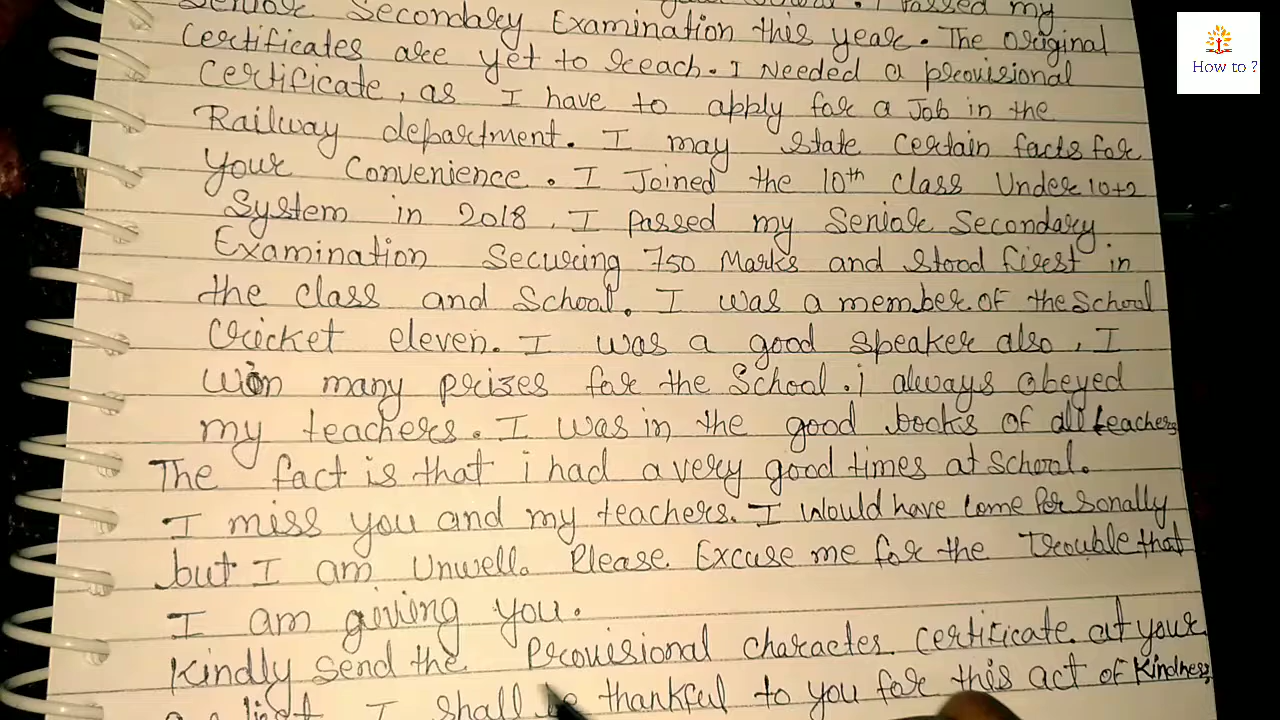 passed my
Senior Secondary Examination this year. The original
Certificates are yet to reach. I Needed a provisional
Certificate, as I have to apply for a Job in the
Railway department. I may state certain facts for
your Convenience. I Joined the 10th class Under 10+2
System in 2018, I passed my Senior Secondary
Examination Securing 750 Marks and stood first in
the class and School. I was a member of the School
Cricket eleven. I was a good speaker also, I
Won many prizes for the School. i always obeyed
my teachers. I was in the good books of all teachers
The fact is that i had a very good times at School.
I miss you and my teachers. I Would have come Personally
but I am Unwell. Please Excuse me for the Trouble that
I am giving you.
Kindly Send the Provisional character certificate at your
I shall be thankful to you for this act of Kindness,
How to ?